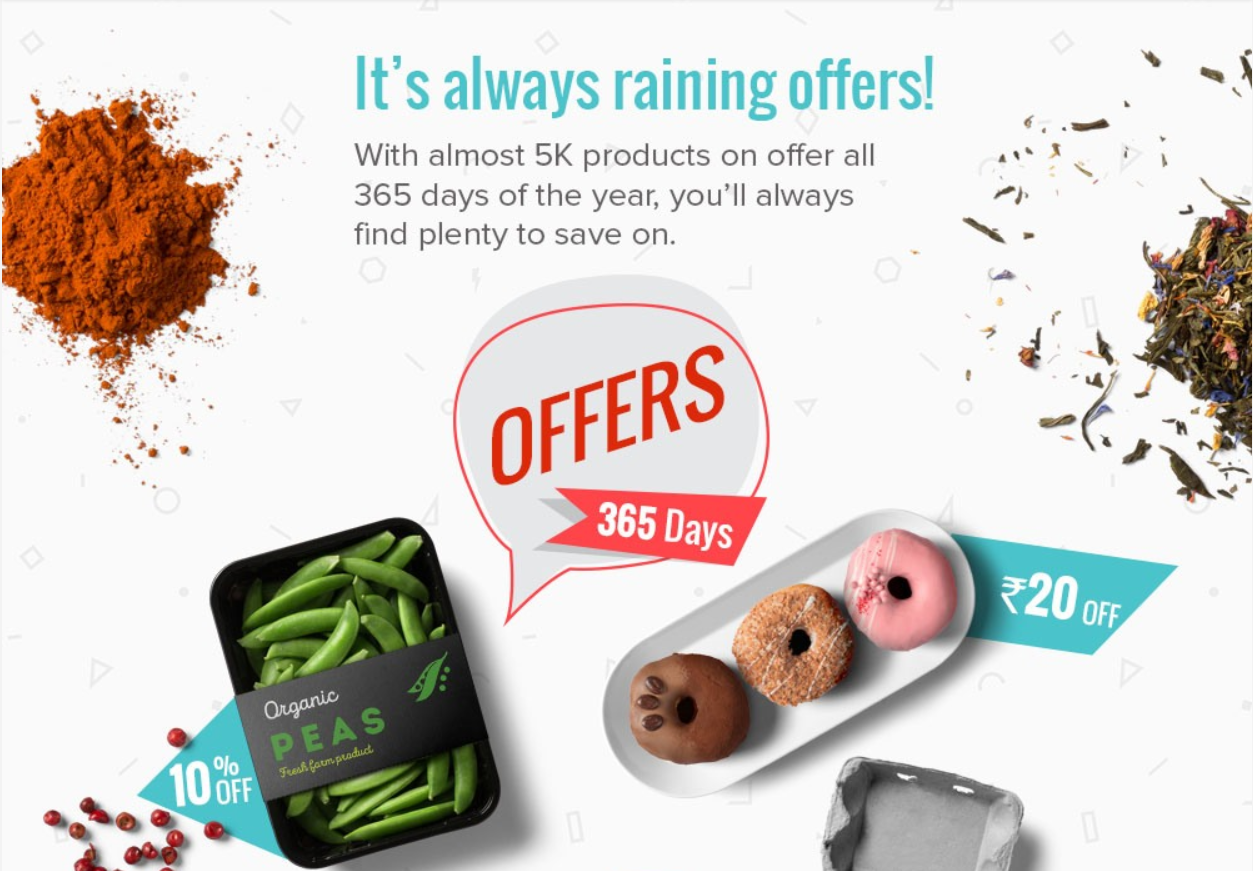 It's always raining offers!
With almost 5K products on offer all
365 days of the year, you'll always
find plenty to save on.
OFFERS
365 Days
₹20 OFF
Organic
PEAS
Fresh farm product
10% OFF